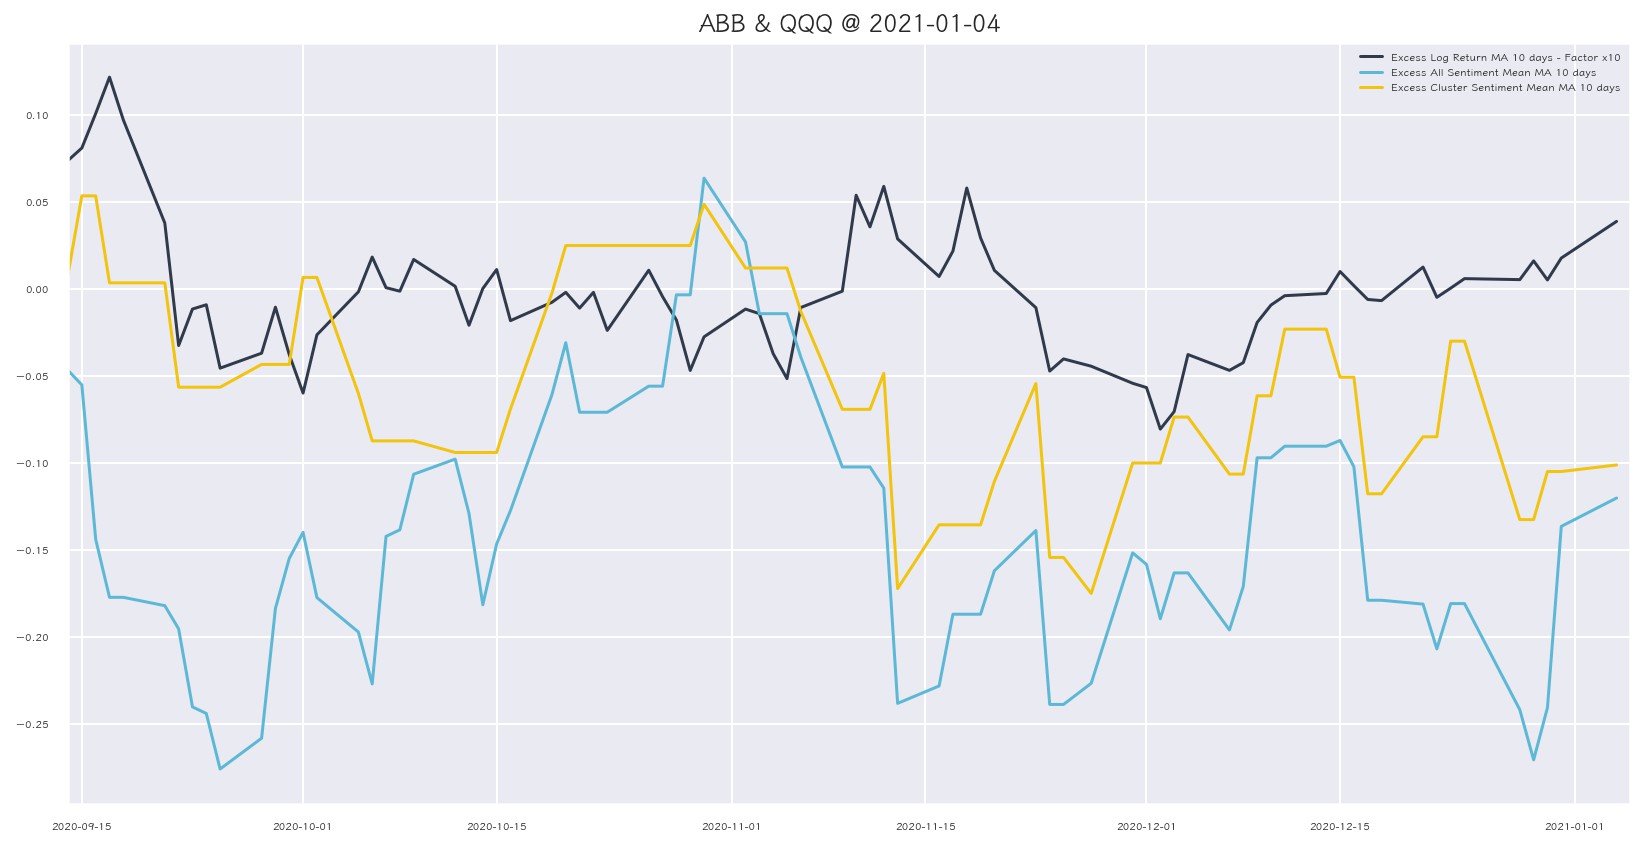 ABB & QQQ @ 2021-01-04
Excess Log Return MA 10 days - Factor x10
Excess All Sentiment Mean MA 10 days
Excess Cluster Sentiment Mean MA 10 days
0.10
0.05
0.00
−0.05
−0.10
−0.15
−0.20
−0.25
2020-09-15 2020-10-01 2020-10-15 2020-11-01 2020-11-15 2020-12-01 2020-12-15 2021-01-01